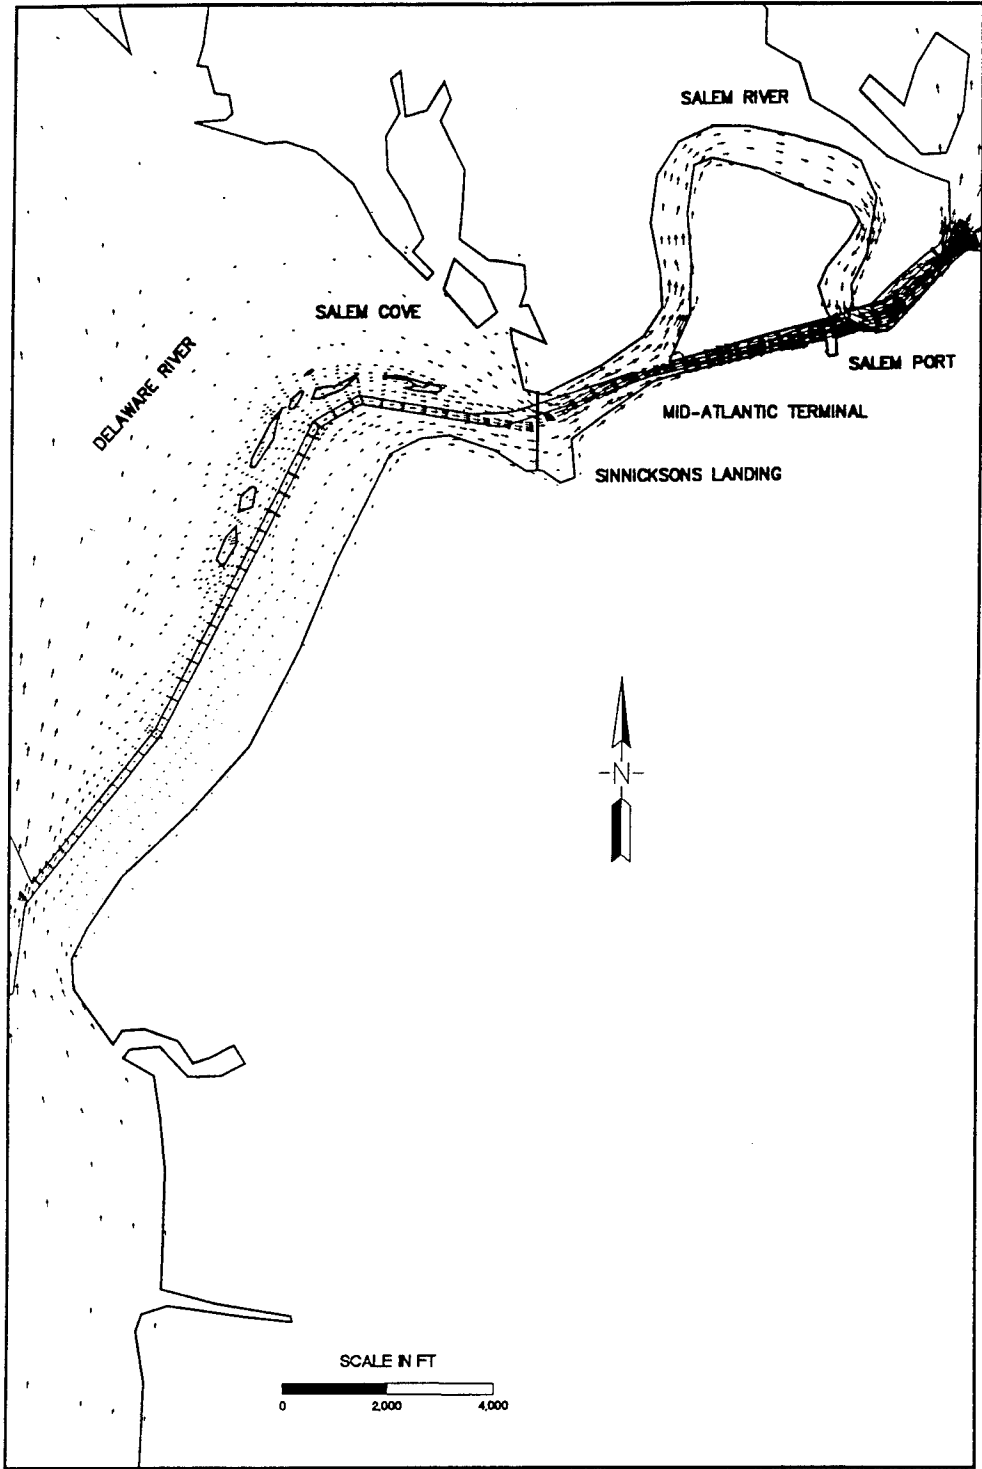 SALEM RIVER
SALEM COVE
DELAWARE RIVER
SALEM PORT
MID-ATLANTIC TERMINAL
SINNICKSONS LANDING
-N-
SCALE IN FT
0 2,000 4,000